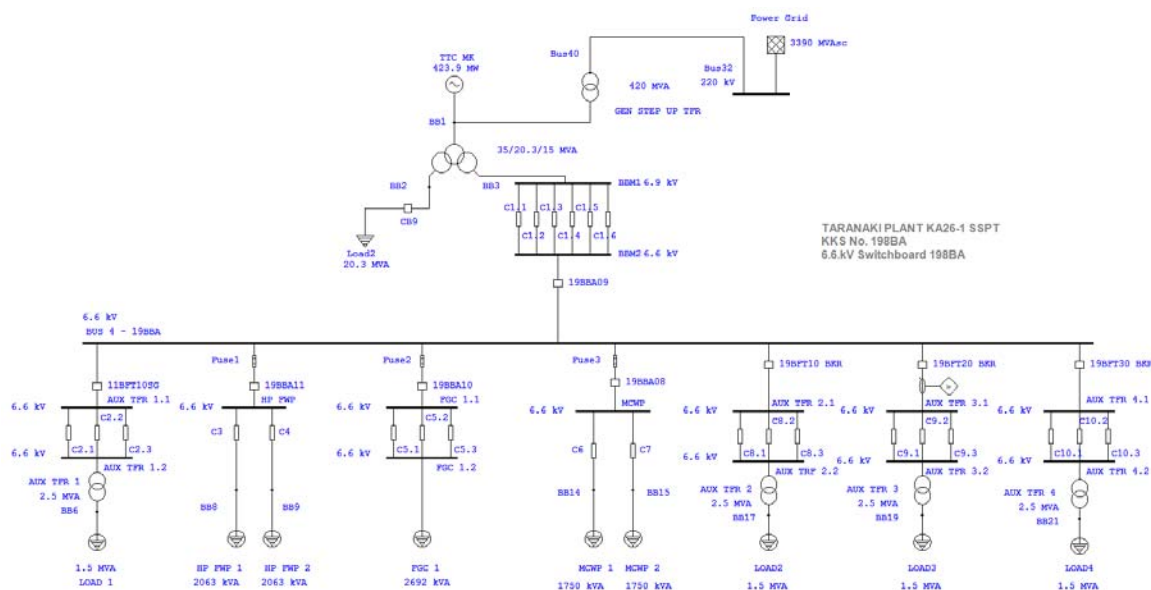 Power Grid
3390 MVAsc
Bus40
Bus32
220 kV
TTC MK
423.9 MW
420 MVA
GEN STEP UP TFR
BB1
35/20.3/15 MVA
BB2
BB3
CB9
Load2
20.3 MVA
BBM1 6.9 kV
C1.1 C1.3 C1.5
C1.2 C1.4 C1.6
BBM2 6.6 kV
19BBA09
TARANAKI PLANT KA26-1 SSPT
KKS No. 198BA
6.6.kV Switchboard 198BA
6.6 kV
BUS 4 - 19BBA
Fuse1
Fuse2
Fuse3
19BFT10 BKR
19BFT20 BKR
19BFT30 BKR
11BFT10SG
19BBA11
19BBA10
19BBA08
AUX TFR 1.1
6.6 kV
C2.2
C2.1 C2.3
6.6 kV
AUX TFR 1.2
AUX TFR 1
2.5 MVA
BB6
1.5 MVA
LOAD 1
6.6 kV HP FWP
C3 C4
BB8 BB9
HP FWP 1 HP FWP 2
2063 kVA 2063 kVA
FGC 1.1
6.6 kV
C5.2
C5.1 C5.3
6.6 kV
FGC 1.2
FGC 1
2692 kVA
6.6 kV MCWP
C6 C7
BB14 BB15
MCWP 1 MCWP 2
1750 kVA 1750 kVA
AUX TFR 2.1
6.6 kV
C8.2
C8.1 C8.3
6.6 kV
AUX TRF 2.2
AUX TFR 2
2.5 MVA
BB17
LOAD2
1.5 MVA
AUX TFR 3.1
6.6 kV
C9.2
C9.1 C9.3
6.6 kV
AUX TFR 3.2
AUX TFR 3
2.5 MVA
BB19
LOAD3
1.5 MVA
AUX TFR 4.1
6.6 kV
C10.2
C10.1 C10.3
6.6 kV
AUX TFR 4.2
AUX TFR 4
2.5 MVA
BB21
LOAD4
1.5 MVA